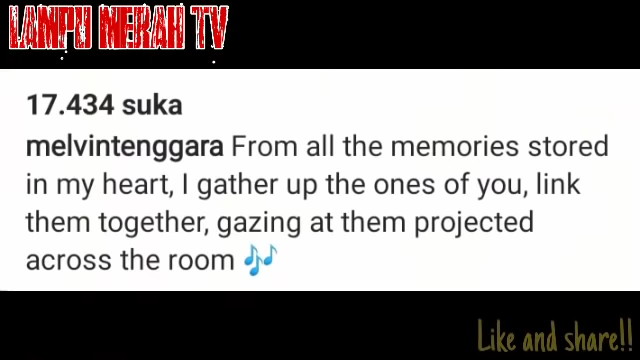 LAMPU MERAH TV
17.434 suka
melvintenggara From all the memories stored
in my heart, I gather up the ones of you, link
them together, gazing at them projected
across the room 🎶
Like and share!!